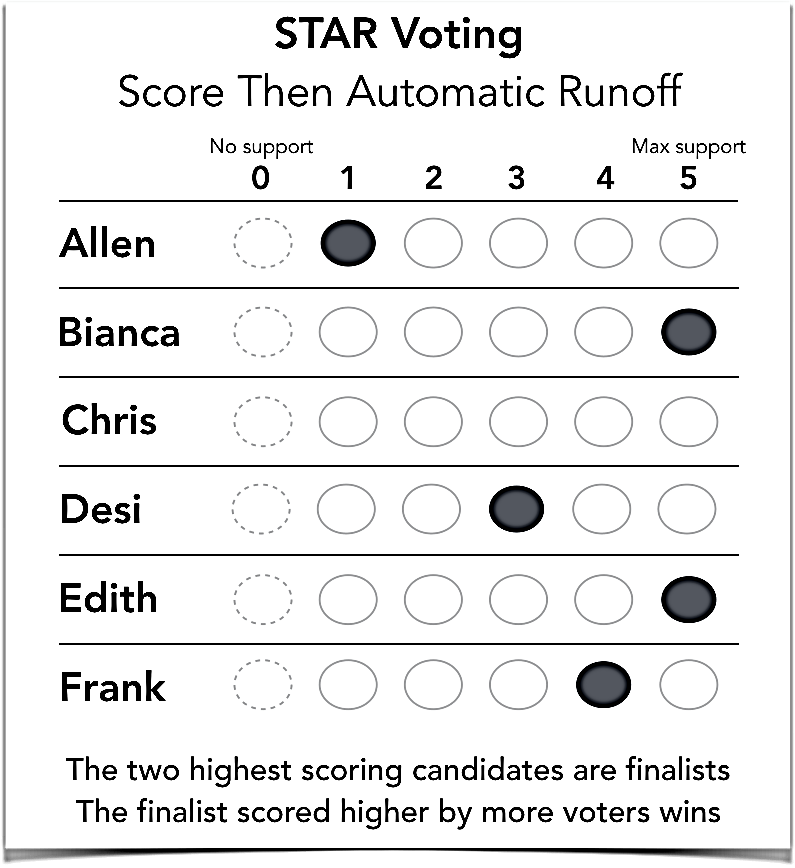 STAR Voting
Score Then Automatic Runoff
No support Max support
0 1 2 3 4 5
Allen
Bianca
Chris
Desi
Edith
Frank
The two highest scoring candidates are finalists
The finalist scored higher by more voters wins